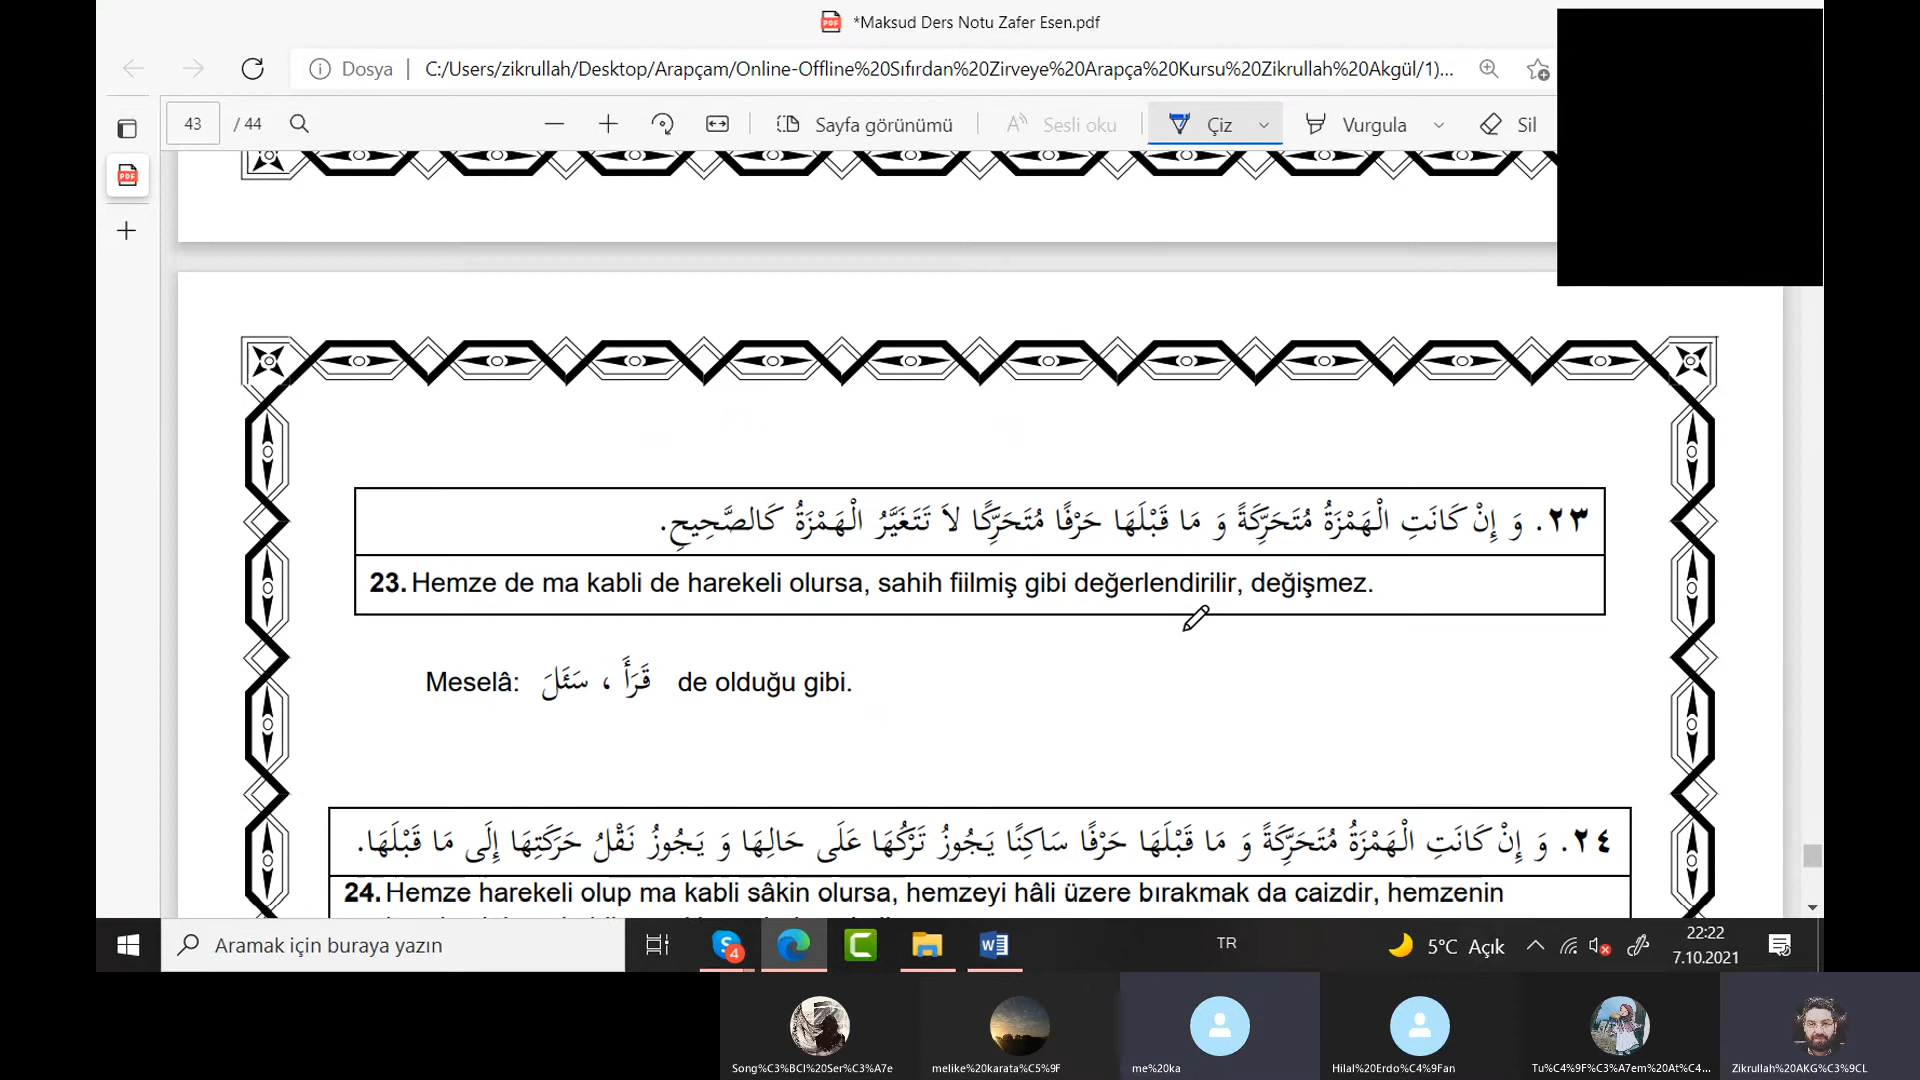 *Maksud Ders Notu Zafer Esen.pdf
Dosya
C:/Users/zikrullah/Desktop/Arapçam/Online-Offline%20Sıfırdan%20Zirveye%20Arapça%20Kursu%20Zikrullah%20Akgül/1)...
43 / 44
Sayfa görünümü
Sesli oku
Çiz
Vurgula
Sil
٢٣. وَ إِنْ كَانَتِ الْهَمْزَةُ مُتَحَرِّكَةً وَ مَا قَبْلَهَا حَرْفًا مُتَحَرِّكًا لاَ تَتَغَيَّرُ الْهَمْزَةُ كَالصَّحِيحِ.
23. Hemze de ma kabli de harekeli olursa, sahih fiilmiş gibi değerlendirilir, değişmez.
Meselâ: قَرَأَ ، سَئَلَ de olduğu gibi.
٢٤. وَ إِنْ كَانَتِ الْهَمْزَةُ مُتَحَرِّكَةً وَ مَا قَبْلَهَا حَرْفًا سَاكِنًا يَجُوزُ تَرْكُهَا عَلَى حَالِهَا وَ يَجُوزُ نَقْلُ حَرَكَتِهَا إِلَى مَا قَبْلَهَا.
24. Hemze harekeli olup ma kabli sâkin olursa, hemzeyi hâli üzere bırakmak da caizdir, hemzenin
Aramak için buraya yazın
4
TR
5°C Açık
22:22
7.10.2021
Song%C3%BCl%20Ser%C3%A7e
melike%20karata%C5%9F
me%20ka
Hilal%20Erdo%C4%9Fan
Tu%C4%9F%C3%A7em%20At%C4...
Zikrullah%20AKG%C3%9CL